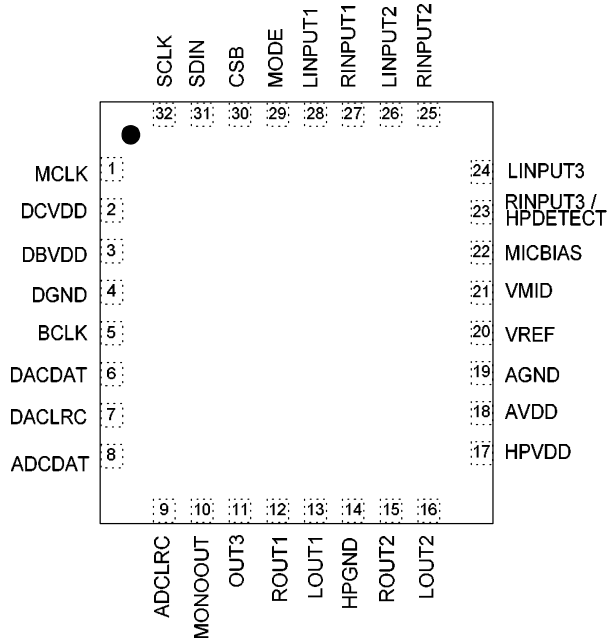 SCLK
SDIN
CSB
MODE
LINPUT1
RINPUT1
LINPUT2
RINPUT2
32
31
30
29
28
27
26
25
MCLK 1
DCVDD 2
DBVDD 3
DGND 4
BCLK 5
DACDAT 6
DACLRC 7
ADCDAT 8
24 LINPUT3
23 RINPUT3 /
HPDETECT
22 MICBIAS
21 VMID
20 VREF
19 AGND
18 AVDD
17 HPVDD
9
10
11
12
13
14
15
16
ADCLRC
MONOOUT
OUT3
ROUT1
LOUT1
HPGND
ROUT2
LOUT2